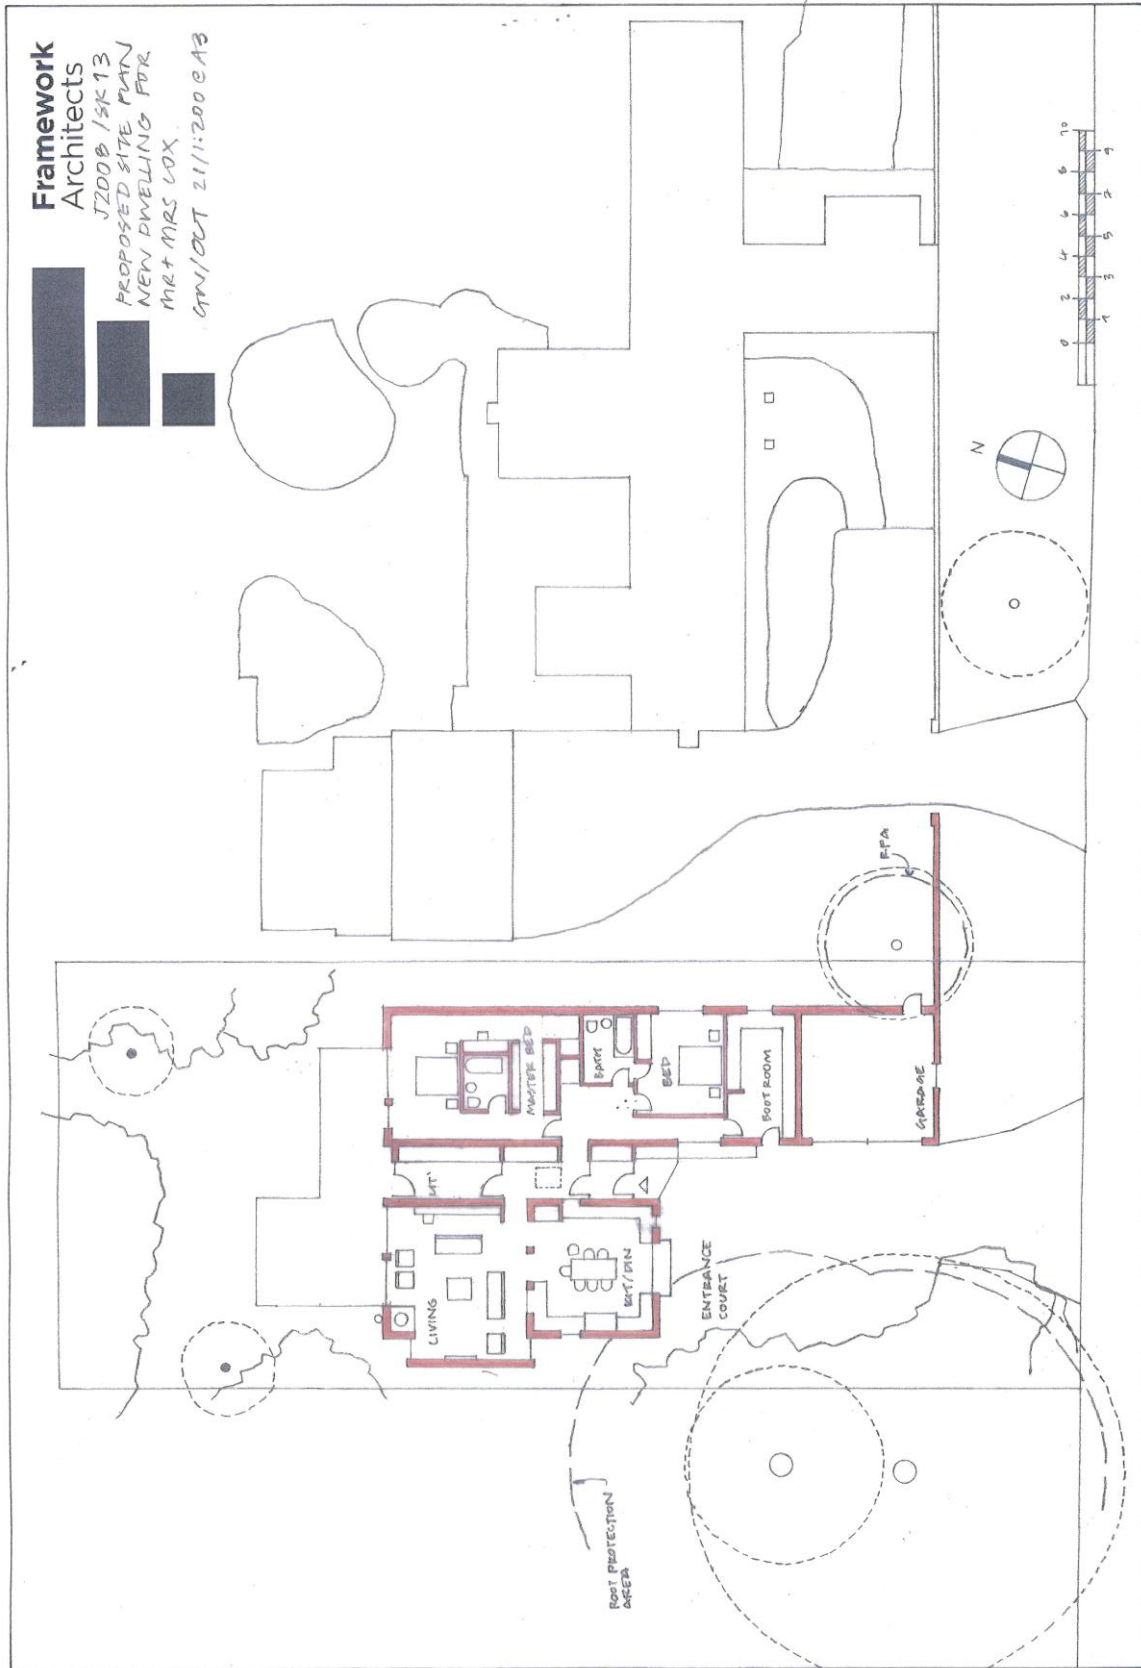 Framework
Architects
J2008 / SK13
PROPOSED SITE PLAN
NEW DWELLING FOR
MR + MRS COX
GW/OCT 21/1:200 @ A3
N
0 2 4 6 8 10
1 3 5 7 9
RPA
MASTER BED
BATH
BED
BOOT ROOM
GARAGE
UT'
LIVING
KIT/DIN
ENTRANCE
COURT
ROOT PROTECTION
AREA